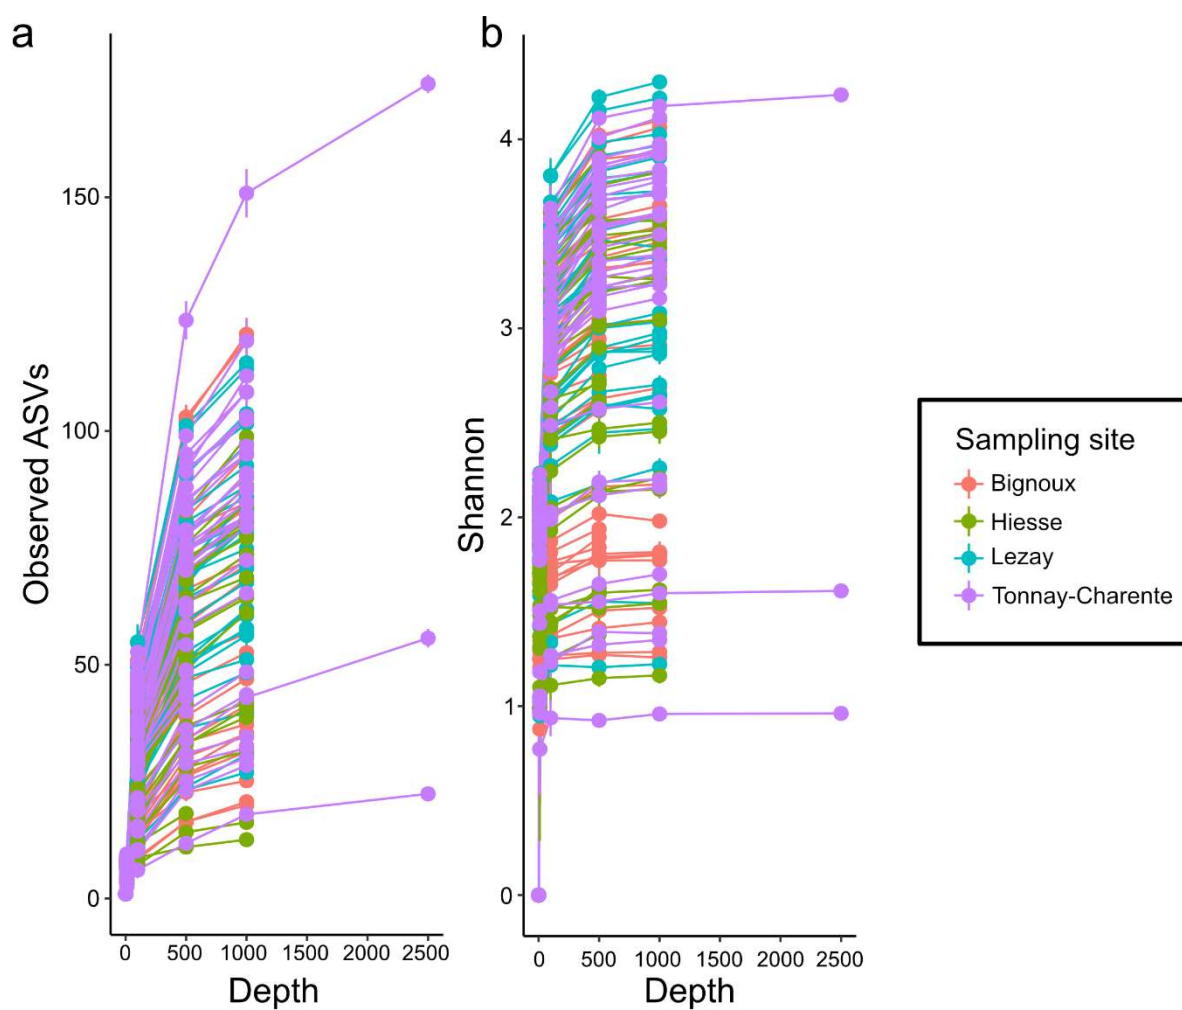 a
Observed ASVs
150
100
50
0
0 500 1000 1500 2000 2500
Depth
b
Shannon
4
3
2
1
0
0 500 1000 1500 2000 2500
Depth
Sampling site
Bignoux
Hiesse
Lezay
Tonnay-Charente